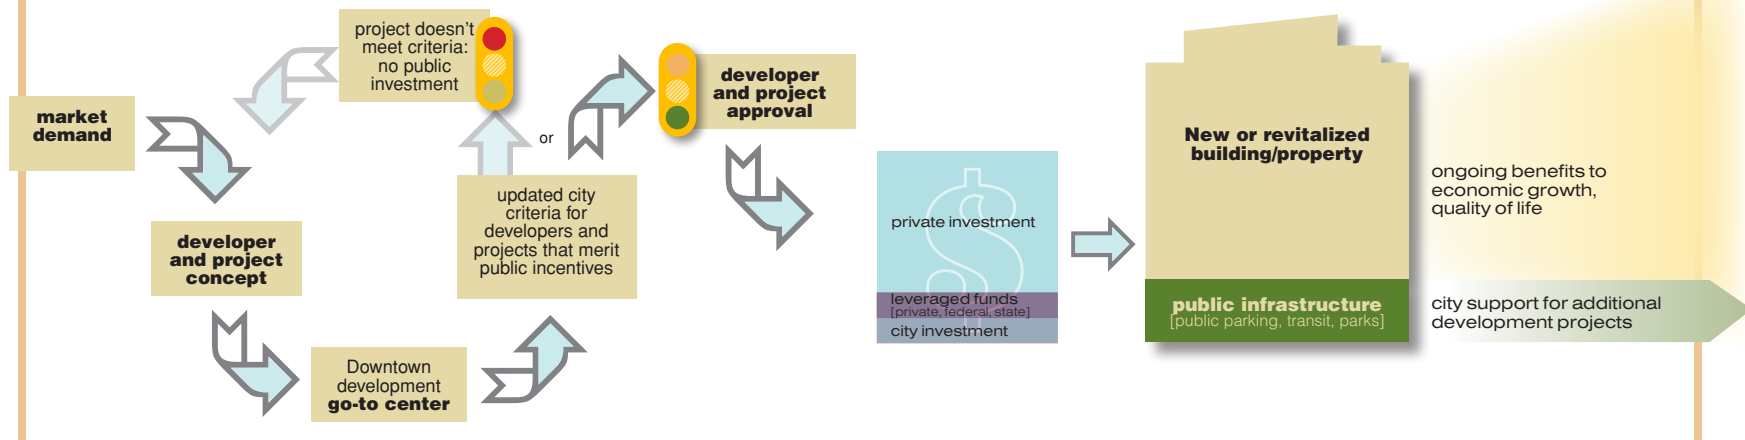 market
demand
developer
and project
concept
Downtown
development
go-to center
updated city
criteria for
developers and
projects that merit
public incentives
project doesn't
meet criteria:
no public
investment
or
developer
and project
approval
private investment
leveraged funds
[private, federal, state]
city investment
New or revitalized
building/property
public infrastructure
[public parking, transit, parks]
ongoing benefits to
economic growth,
quality of life
city support for additional
development projects